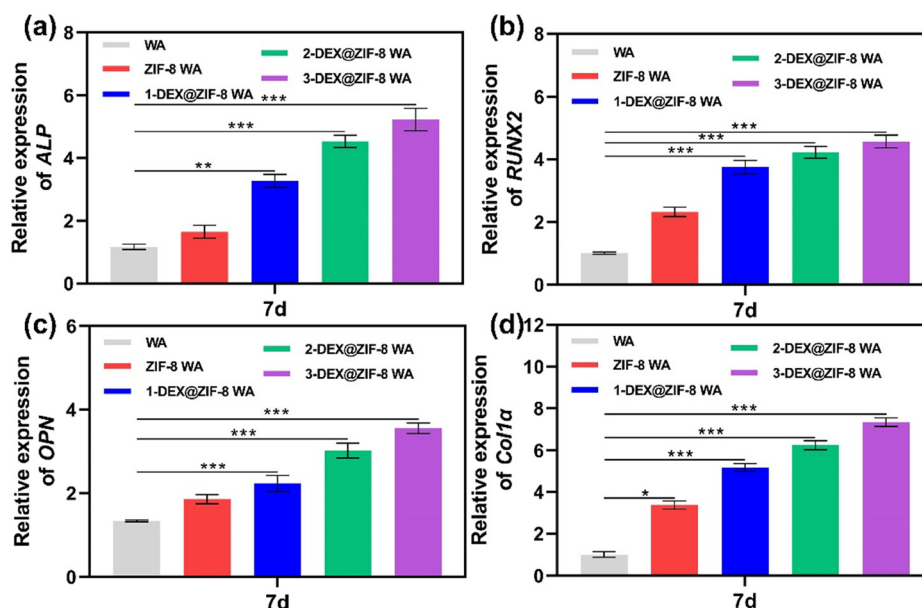 (a)
8
6
4
2
0
Relative expression
of ALP
WA
ZIF-8 WA
1-DEX@ZIF-8 WA
2-DEX@ZIF-8 WA
3-DEX@ZIF-8 WA
***
***
**
7d
(b)
8
6
4
2
0
Relative expression
of RUNX2
WA
ZIF-8 WA
1-DEX@ZIF-8 WA
2-DEX@ZIF-8 WA
3-DEX@ZIF-8 WA
***
***
***
7d
(c)
6
4
2
0
Relative expression
of OPN
WA
ZIF-8 WA
1-DEX@ZIF-8 WA
2-DEX@ZIF-8 WA
3-DEX@ZIF-8 WA
***
***
***
7d
(d)
12
10
8
6
4
2
0
Relative expression
of Col1α
WA
ZIF-8 WA
1-DEX@ZIF-8 WA
2-DEX@ZIF-8 WA
3-DEX@ZIF-8 WA
***
***
***
*
7d